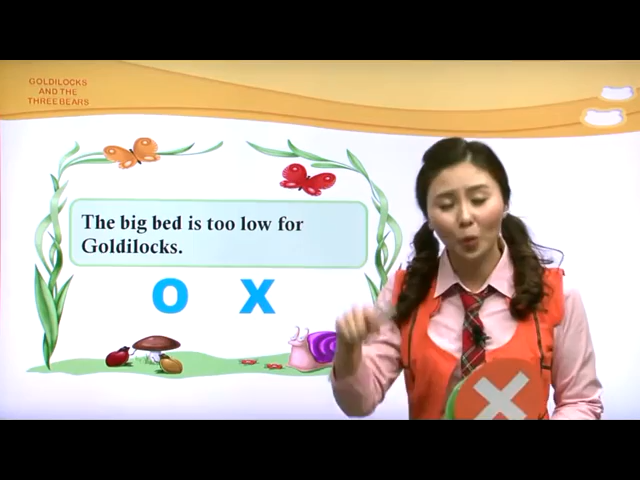 GOLDILOCKS
AND THE
THREE BEARS
The big bed is too low for
Goldilocks.
O X